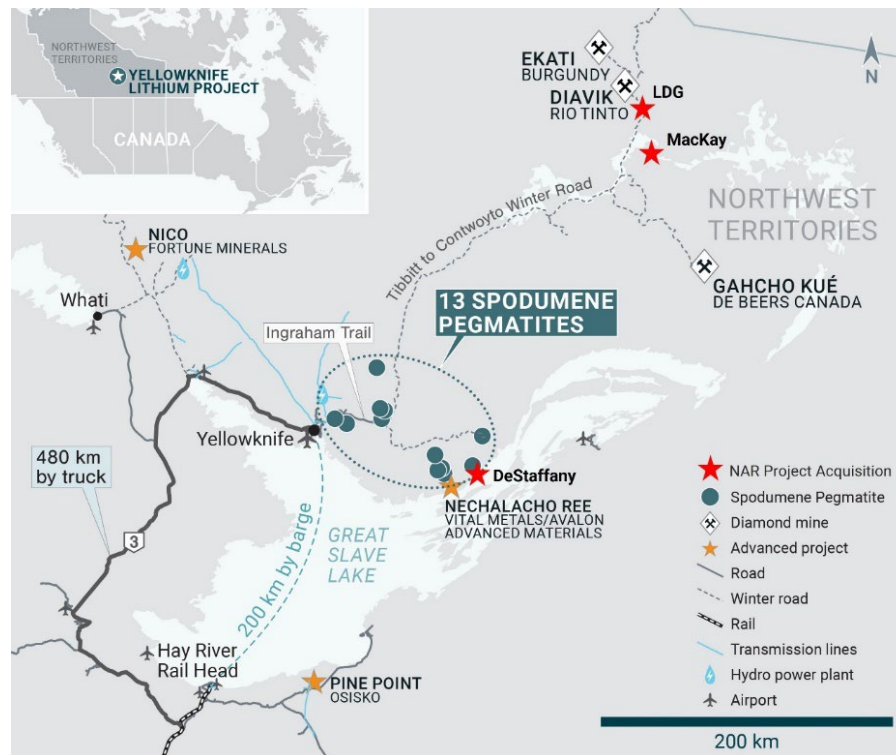 NORTHWEST
TERRITORIES
YELLOWKNIFE
LITHIUM PROJECT
CANADA
EKATI
BURGUNDY
DIAVIK
RIO TINTO
LDG
MacKay
N
NORTHWEST
TERRITORIES
NICO
FORTUNE MINERALS
Whati
Tibbitt to Contwoyto Winter Road
GAHCHO KUÉ
DE BEERS CANADA
13 SPODUMENE
PEGMATITES
Ingraham Trail
Yellowknife
480 km
by truck
3
DeStaffany
NECHALACHO REE
VITAL METALS/AVALON
ADVANCED MATERIALS
GREAT
SLAVE
LAKE
200 km by barge
Hay River
Rail Head
PINE POINT
OSISKO
NAR Project Acquisition
Spodumene Pegmatite
Diamond mine
Advanced project
Road
Winter road
Rail
Transmission lines
Hydro power plant
Airport
200 km